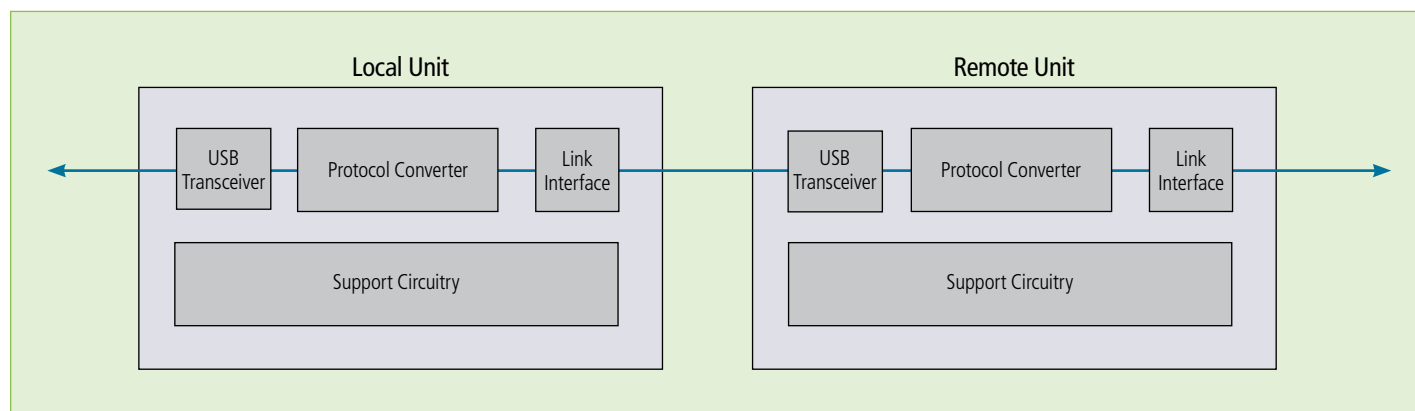 Local Unit
USB
Transceiver
Protocol Converter
Link
Interface
Support Circuitry
Remote Unit
USB
Transceiver
Protocol Converter
Link
Interface
Support Circuitry